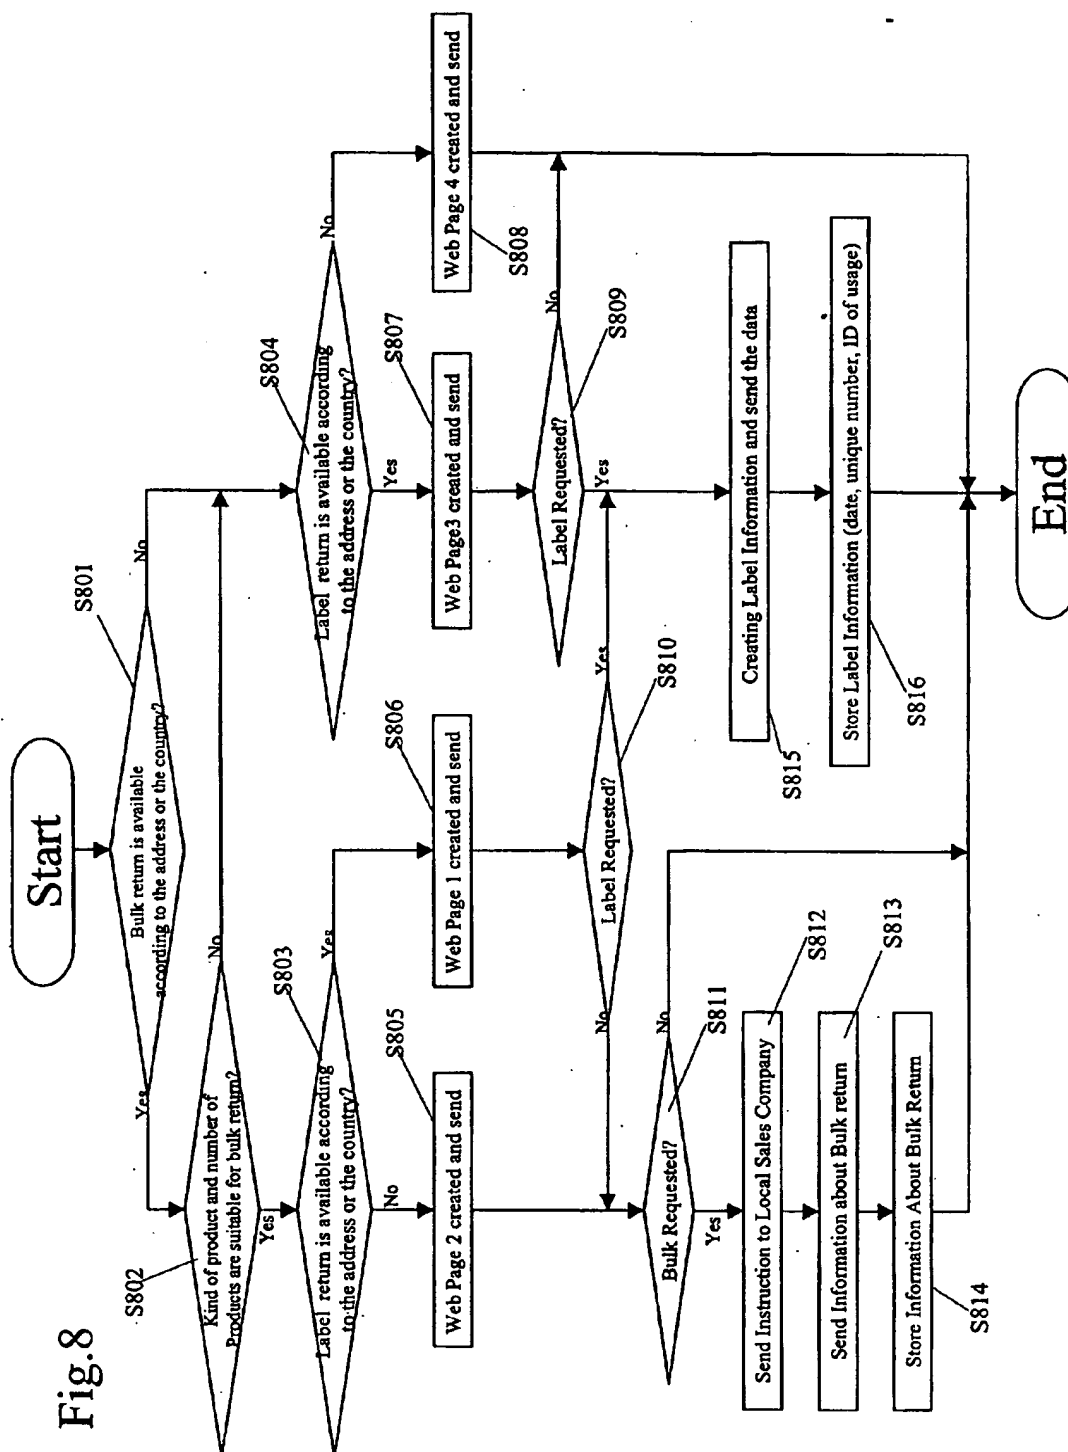 Fig.8
Start
Bulk return is available
according to the address or the country?
S801
Yes
No
Kind of product and number of
Products are suitable for bulk return?
S802
Yes
No
Label return is available according
to the address or the country?
S803
Yes
No
Label return is available according
to the address or the country?
S804
Yes
No
Web Page 2 created and send
S805
Web Page 1 created and send
S806
Web Page3 created and send
S807
Web Page 4 created and send
S808
Label Requested?
S809
Yes
No
Label Requested?
S810
Yes
No
Bulk Requested?
S811
Yes
No
Send Instruction to Local Sales Company
S812
Send Information about Bulk return
S813
Store Information About Bulk Return
S814
Creating Label Information and send the data
S815
Store Label Information (date, unique number, ID of usage)
S816
End